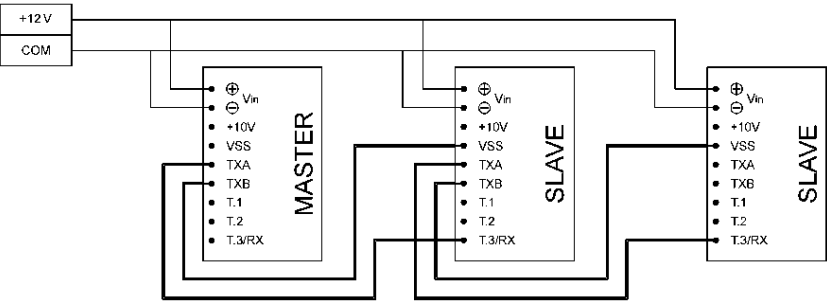 +12V
COM
Vin
+10V
VSS
TXA
TXB
T.1
T.2
T.3/RX
MASTER
Vin
+10V
VSS
TXA
TXB
T.1
T.2
T.3/RX
SLAVE
Vin
+10V
VSS
TXA
TXB
T.1
T.2
T.3/RX
SLAVE